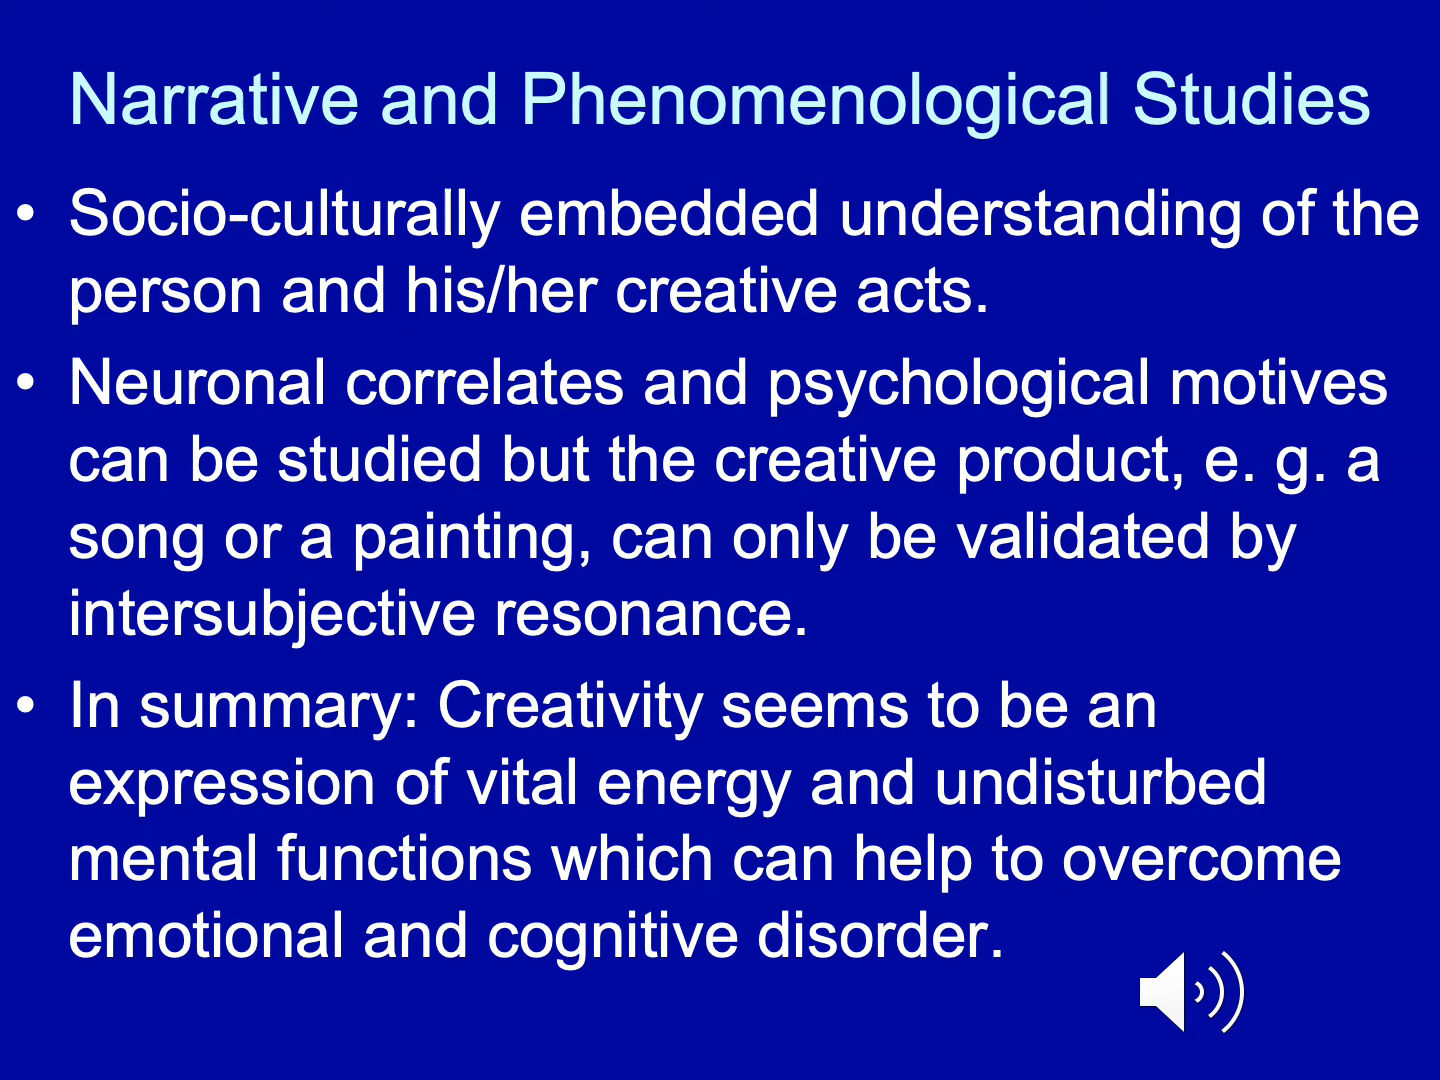 Narrative and Phenomenological Studies
• Socio-culturally embedded understanding of the
person and his/her creative acts.
• Neuronal correlates and psychological motives
can be studied but the creative product, e. g. a
song or a painting, can only be validated by
intersubjective resonance.
• In summary: Creativity seems to be an
expression of vital energy and undisturbed
mental functions which can help to overcome
emotional and cognitive disorder.